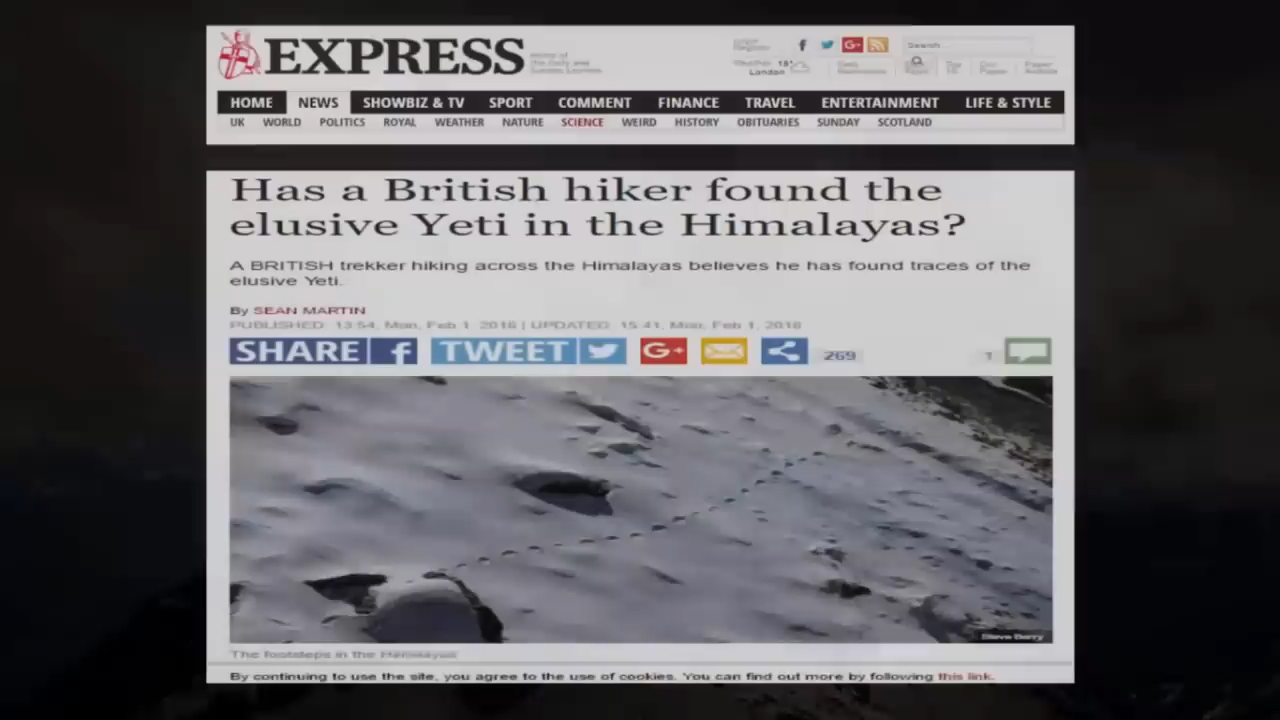 EXPRESS
London
Search
HOME NEWS SHOWBIZ & TV SPORT COMMENT FINANCE TRAVEL ENTERTAINMENT LIFE & STYLE
UK WORLD POLITICS ROYAL WEATHER NATURE SCIENCE WEIRD HISTORY OBITUARIES SUNDAY SCOTLAND
Has a British hiker found the
elusive Yeti in the Himalayas?
A BRITISH trekker hiking across the Himalayas believes he has found traces of the
elusive Yeti.
By SEAN MARTIN
PUBLISHED: 13:54, Mon, Feb 1, 2016 | UPDATED: 15:41, Mon, Feb 1, 2016
SHARE f TWEET G+ 269 1
Steve Berry
The footsteps in the Himalayas
By continuing to use the site, you agree to the use of cookies. You can find out more by following this link.